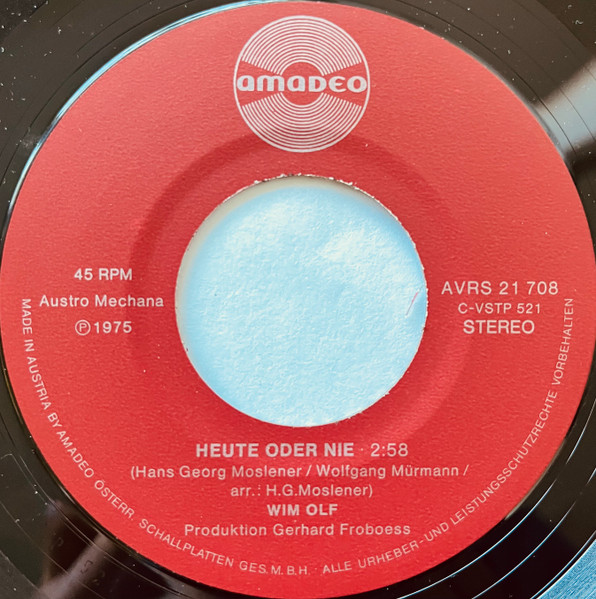 amaDEO
45 RPM
Austro Mechana
Ⓟ 1975
AVRS 21 708
C-VSTP 521
STEREO
HEUTE ODER NIE · 2:58
(Hans Georg Moslener / Wolfgang Mürmann /
arr.: H.G.Moslener)
WIM OLF
Produktion Gerhard Froboess
MADE IN AUSTRIA BY AMADEO ÖSTERR. SCHALLPLATTEN GES.M.B.H. · ALLE URHEBER- UND LEISTUNGSSCHUTZRECHTE VORBEHALTEN